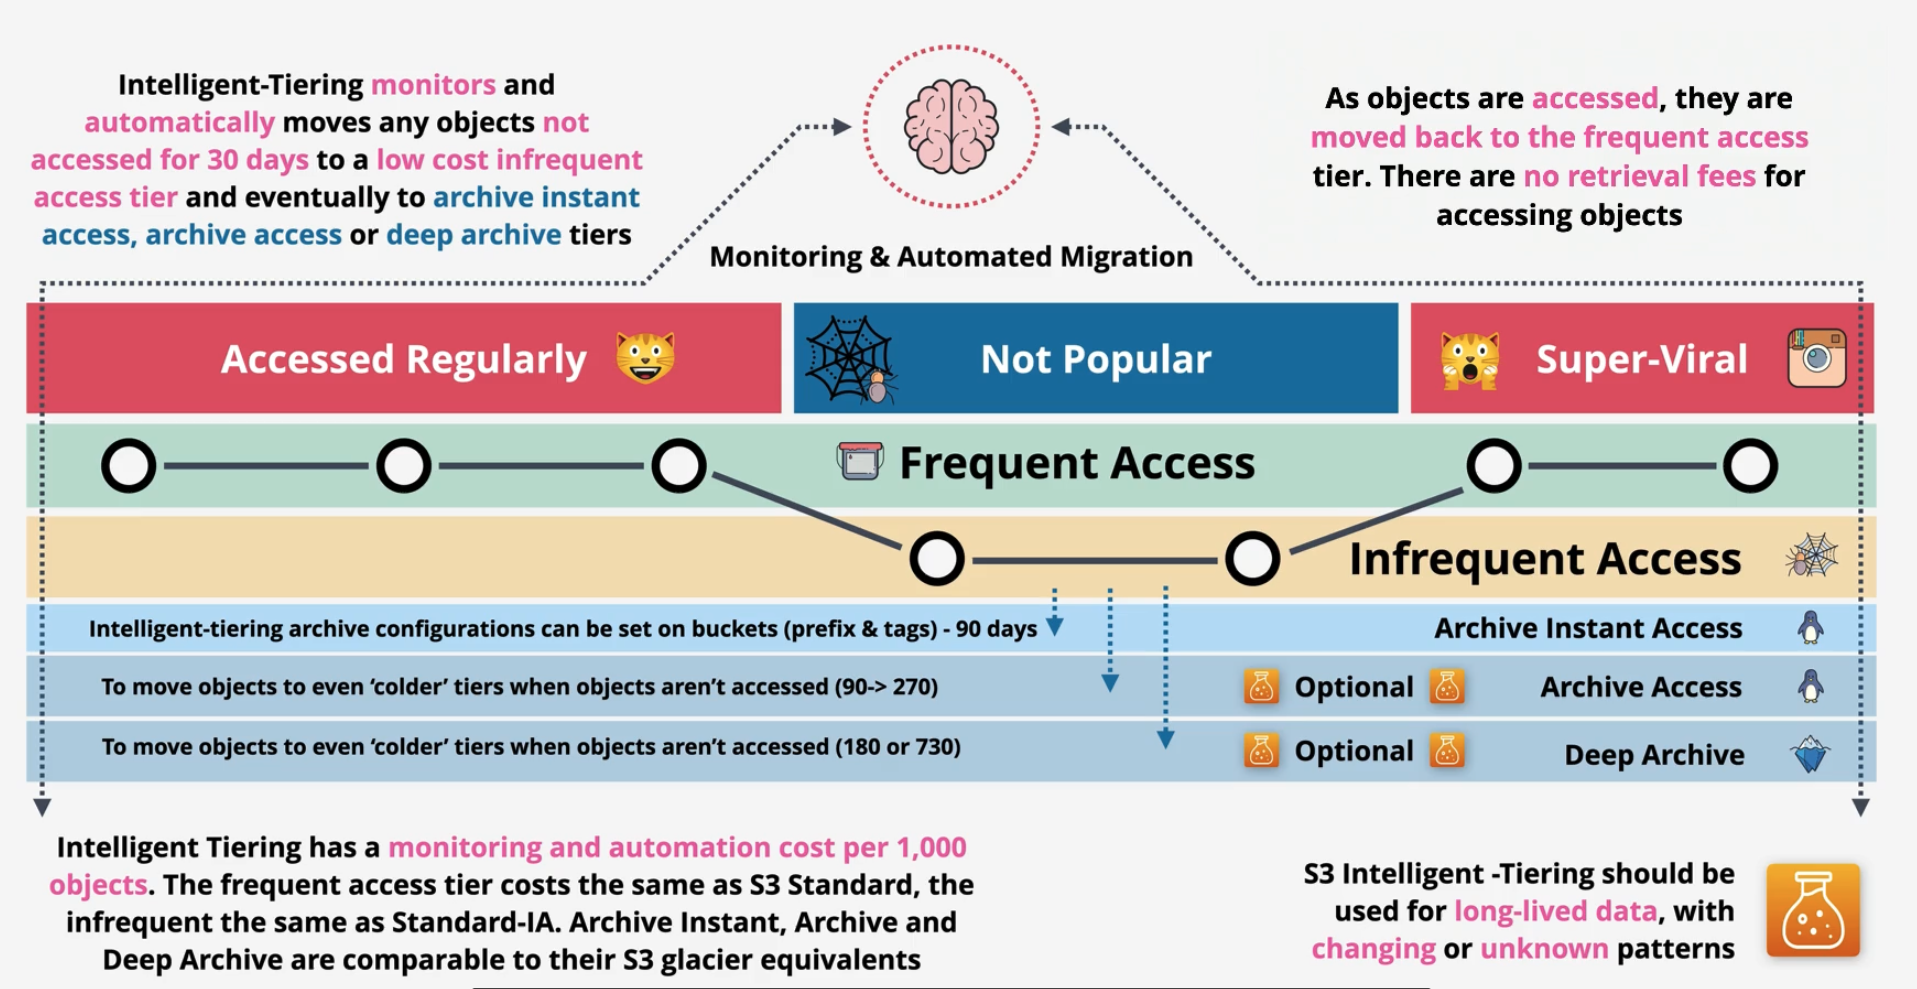 Intelligent-Tiering monitors and
automatically moves any objects not
accessed for 30 days to a low cost infrequent
access tier and eventually to archive instant
access, archive access or deep archive tiers
As objects are accessed, they are
moved back to the frequent access
tier. There are no retrieval fees for
accessing objects
Monitoring & Automated Migration
Accessed Regularly
Not Popular
Super-Viral
Frequent Access
Infrequent Access
Intelligent-tiering archive configurations can be set on buckets (prefix & tags) - 90 days
Archive Instant Access
To move objects to even ‘colder’ tiers when objects aren’t accessed (90-> 270)
Optional
Archive Access
To move objects to even ‘colder’ tiers when objects aren’t accessed (180 or 730)
Optional
Deep Archive
Intelligent Tiering has a monitoring and automation cost per 1,000
objects. The frequent access tier costs the same as S3 Standard, the
infrequent the same as Standard-IA. Archive Instant, Archive and
Deep Archive are comparable to their S3 glacier equivalents
S3 Intelligent -Tiering should be
used for long-lived data, with
changing or unknown patterns